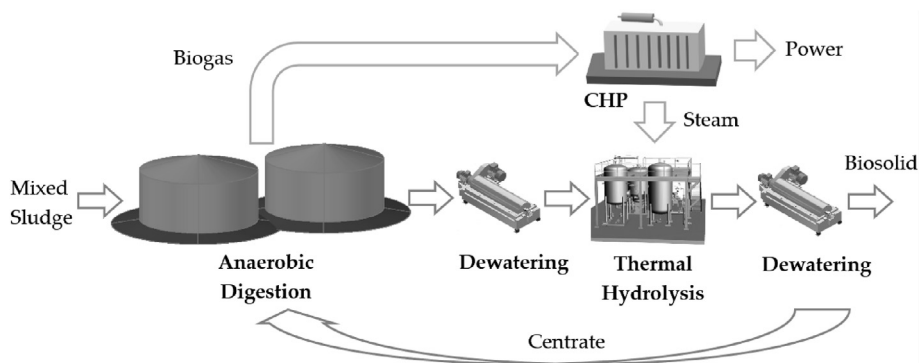 Biogas
Power
CHP
Steam
Mixed
Sludge
Biosolid
Anaerobic
Digestion
Dewatering
Thermal
Hydrolysis
Dewatering
Centrate